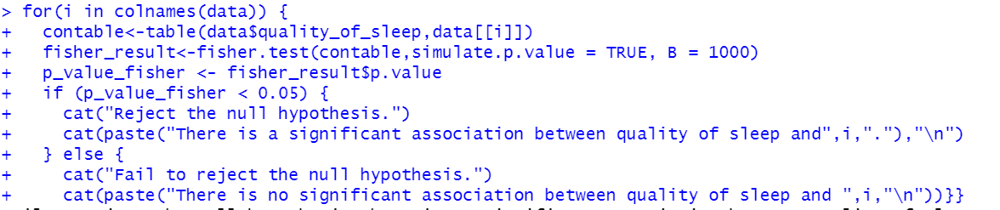 > for(i in colnames(data)) {
+   contable<-table(data$quality_of_sleep,data[[i]])
+   fisher_result<-fisher.test(contable,simulate.p.value = TRUE, B = 1000)
+   p_value_fisher <- fisher_result$p.value
+   if (p_value_fisher < 0.05) {
+     cat("Reject the null hypothesis.")
+     cat(paste("There is a significant association between quality of sleep and",i,"."),"\n")
+   } else {
+     cat("Fail to reject the null hypothesis.")
+     cat(paste("There is no significant association between quality of sleep and ",i,"\n"))}}